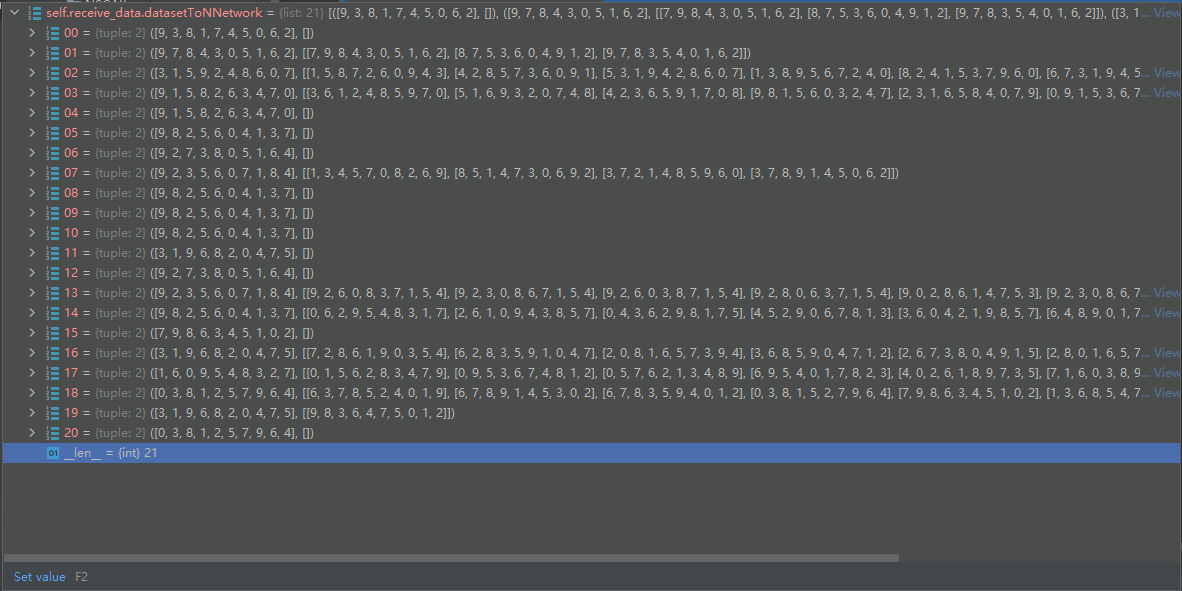 self.receive_data.datasetToNNetwork = {list: 21} [([9, 3, 8, 1, 7, 4, 5, 0, 6, 2], []), ([9, 7, 8, 4, 3, 0, 5, 1, 6, 2], [[7, 9, 8, 4, 3, 0, 5, 1, 6, 2], [8, 7, 5, 3, 6, 0, 4, 9, 1, 2], [9, 7, 8, 3, 5, 4, 0, 1, 6, 2]]), ([3, 1... View
00 = {tuple: 2} ([9, 3, 8, 1, 7, 4, 5, 0, 6, 2], [])
01 = {tuple: 2} ([9, 7, 8, 4, 3, 0, 5, 1, 6, 2], [[7, 9, 8, 4, 3, 0, 5, 1, 6, 2], [8, 7, 5, 3, 6, 0, 4, 9, 1, 2], [9, 7, 8, 3, 5, 4, 0, 1, 6, 2]])
02 = {tuple: 2} ([3, 1, 5, 9, 2, 4, 8, 6, 0, 7], [[1, 5, 8, 7, 2, 6, 0, 9, 4, 3], [4, 2, 8, 5, 7, 3, 6, 0, 9, 1], [5, 3, 1, 9, 4, 2, 8, 6, 0, 7], [1, 3, 8, 9, 5, 6, 7, 2, 4, 0], [8, 2, 4, 1, 5, 3, 7, 9, 6, 0], [6, 7, 3, 1, 9, 4, 5... View
03 = {tuple: 2} ([9, 1, 5, 8, 2, 6, 3, 4, 7, 0], [[3, 6, 1, 2, 4, 8, 5, 9, 7, 0], [5, 1, 6, 9, 3, 2, 0, 7, 4, 8], [4, 2, 3, 6, 5, 9, 1, 7, 0, 8], [9, 8, 1, 5, 6, 0, 3, 2, 4, 7], [2, 3, 1, 6, 5, 8, 4, 0, 7, 9], [0, 9, 1, 5, 3, 6, 7... View
04 = {tuple: 2} ([9, 1, 5, 8, 2, 6, 3, 4, 7, 0], [])
05 = {tuple: 2} ([9, 8, 2, 5, 6, 0, 4, 1, 3, 7], [])
06 = {tuple: 2} ([9, 2, 7, 3, 8, 0, 5, 1, 6, 4], [])
07 = {tuple: 2} ([9, 2, 3, 5, 6, 0, 7, 1, 8, 4], [[1, 3, 4, 5, 7, 0, 8, 2, 6, 9], [8, 5, 1, 4, 7, 3, 0, 6, 9, 2], [3, 7, 2, 1, 4, 8, 5, 9, 6, 0], [3, 7, 8, 9, 1, 4, 5, 0, 6, 2]])
08 = {tuple: 2} ([9, 8, 2, 5, 6, 0, 4, 1, 3, 7], [])
09 = {tuple: 2} ([9, 8, 2, 5, 6, 0, 4, 1, 3, 7], [])
10 = {tuple: 2} ([9, 8, 2, 5, 6, 0, 4, 1, 3, 7], [])
11 = {tuple: 2} ([3, 1, 9, 6, 8, 2, 0, 4, 7, 5], [])
12 = {tuple: 2} ([9, 2, 7, 3, 8, 0, 5, 1, 6, 4], [])
13 = {tuple: 2} ([9, 2, 3, 5, 6, 0, 7, 1, 8, 4], [[9, 2, 6, 0, 8, 3, 7, 1, 5, 4], [9, 2, 3, 0, 8, 6, 7, 1, 5, 4], [9, 2, 6, 0, 3, 8, 7, 1, 5, 4], [9, 2, 8, 0, 6, 3, 7, 1, 5, 4], [9, 0, 2, 8, 6, 1, 4, 7, 5, 3], [9, 2, 3, 0, 8, 6, 7... View
14 = {tuple: 2} ([9, 8, 2, 5, 6, 0, 4, 1, 3, 7], [[0, 6, 2, 9, 5, 4, 8, 3, 1, 7], [2, 6, 1, 0, 9, 4, 3, 8, 5, 7], [0, 4, 3, 6, 2, 9, 8, 1, 7, 5], [4, 5, 2, 9, 0, 6, 7, 8, 1, 3], [3, 6, 0, 4, 2, 1, 9, 8, 5, 7], [6, 4, 8, 9, 0, 1, 7... View
15 = {tuple: 2} ([7, 9, 8, 6, 3, 4, 5, 1, 0, 2], [])
16 = {tuple: 2} ([3, 1, 9, 6, 8, 2, 0, 4, 7, 5], [[7, 2, 8, 6, 1, 9, 0, 3, 5, 4], [6, 2, 8, 3, 5, 9, 1, 0, 4, 7], [2, 0, 8, 1, 6, 5, 7, 3, 9, 4], [3, 6, 8, 5, 9, 0, 4, 7, 1, 2], [2, 6, 7, 3, 8, 0, 4, 9, 1, 5], [2, 8, 0, 1, 6, 5, 7... View
17 = {tuple: 2} ([1, 6, 0, 9, 5, 4, 8, 3, 2, 7], [[0, 1, 5, 6, 2, 8, 3, 4, 7, 9], [0, 9, 5, 3, 6, 7, 4, 8, 1, 2], [0, 5, 7, 6, 2, 1, 3, 4, 8, 9], [6, 9, 5, 4, 0, 1, 7, 8, 2, 3], [4, 0, 2, 6, 1, 8, 9, 7, 3, 5], [7, 1, 6, 0, 3, 8, 9... View
18 = {tuple: 2} ([0, 3, 8, 1, 2, 5, 7, 9, 6, 4], [[6, 3, 7, 8, 5, 2, 4, 0, 1, 9], [6, 7, 8, 9, 1, 4, 5, 3, 0, 2], [6, 7, 8, 3, 5, 9, 4, 0, 1, 2], [0, 3, 8, 1, 5, 2, 7, 9, 6, 4], [7, 9, 8, 6, 3, 4, 5, 1, 0, 2], [1, 3, 6, 8, 5, 4, 7... View
19 = {tuple: 2} ([3, 1, 9, 6, 8, 2, 0, 4, 7, 5], [[9, 8, 3, 6, 4, 7, 5, 0, 1, 2]])
20 = {tuple: 2} ([0, 3, 8, 1, 2, 5, 7, 9, 6, 4], [])
__len__ = {int} 21
Set value F2